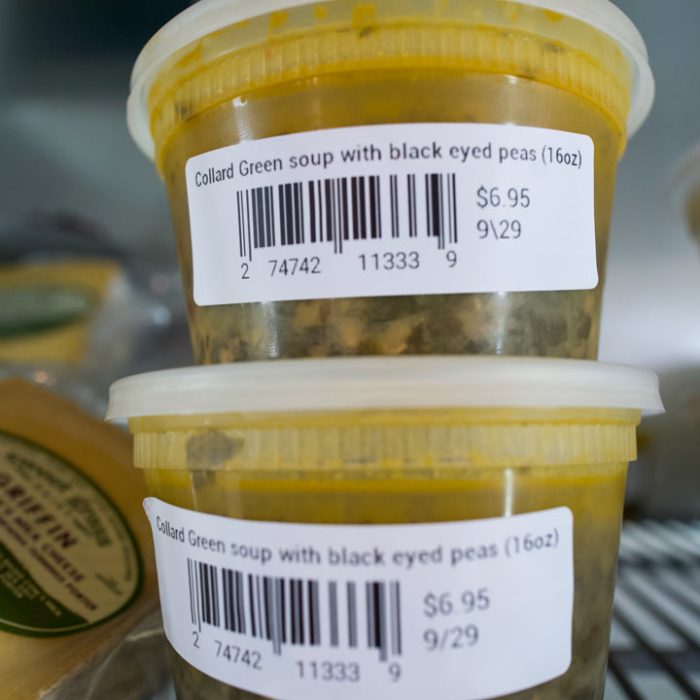 Collard Green soup with black eyed peas (16oz)
$6.95
9\29
2 74742 11333 9
Collard Green soup with black eyed peas (16oz)
$6.95
9/29
2 74742 11333 9
GRIFFIN